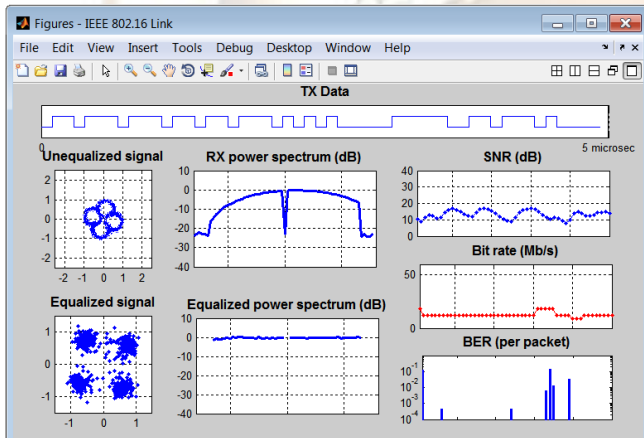 Figures - IEEE 802.16 Link
File Edit View Insert Tools Debug Desktop Window Help
TX Data
0
5 microsec
Unequalized signal
2
1
0
-1
-2
-2 -1 0 1 2
RX power spectrum (dB)
10
0
-10
-20
-30
-40
SNR (dB)
40
30
20
10
0
Bit rate (Mb/s)
50
0
Equalized signal
1
0
-1
-1 0 1
Equalized power spectrum (dB)
10
0
-10
-20
-30
-40
BER (per packet)
10-1
10-2
10-3
10-4